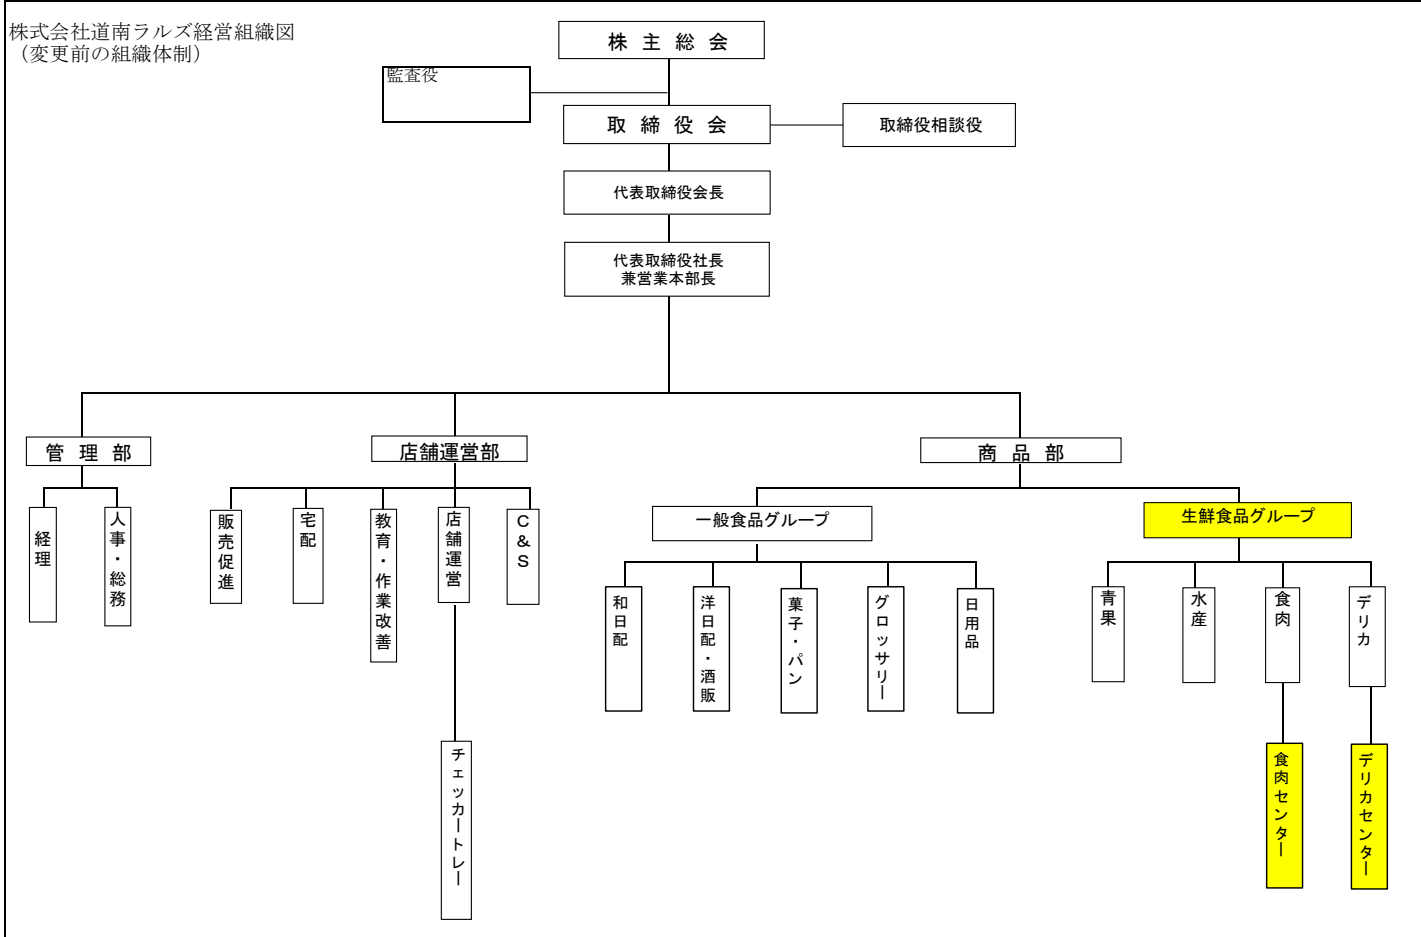 株式会社道南ラルズ経営組織図
（変更前の組織体制）
株主総会
監査役
取締役会
取締役相談役
代表取締役会長
代表取締役社長
兼営業本部長
管理部
店舗運営部
商品部
経理
人事・総務
販売促進
宅配
教育・作業改善
店舗運営
C&S
一般食品グループ
生鮮食品グループ
和日配
洋日配・酒販
菓子・パン
グロッサリー
日用品
青果
水産
食肉
デリカ
チェッカートレー
食肉センター
デリカセンター